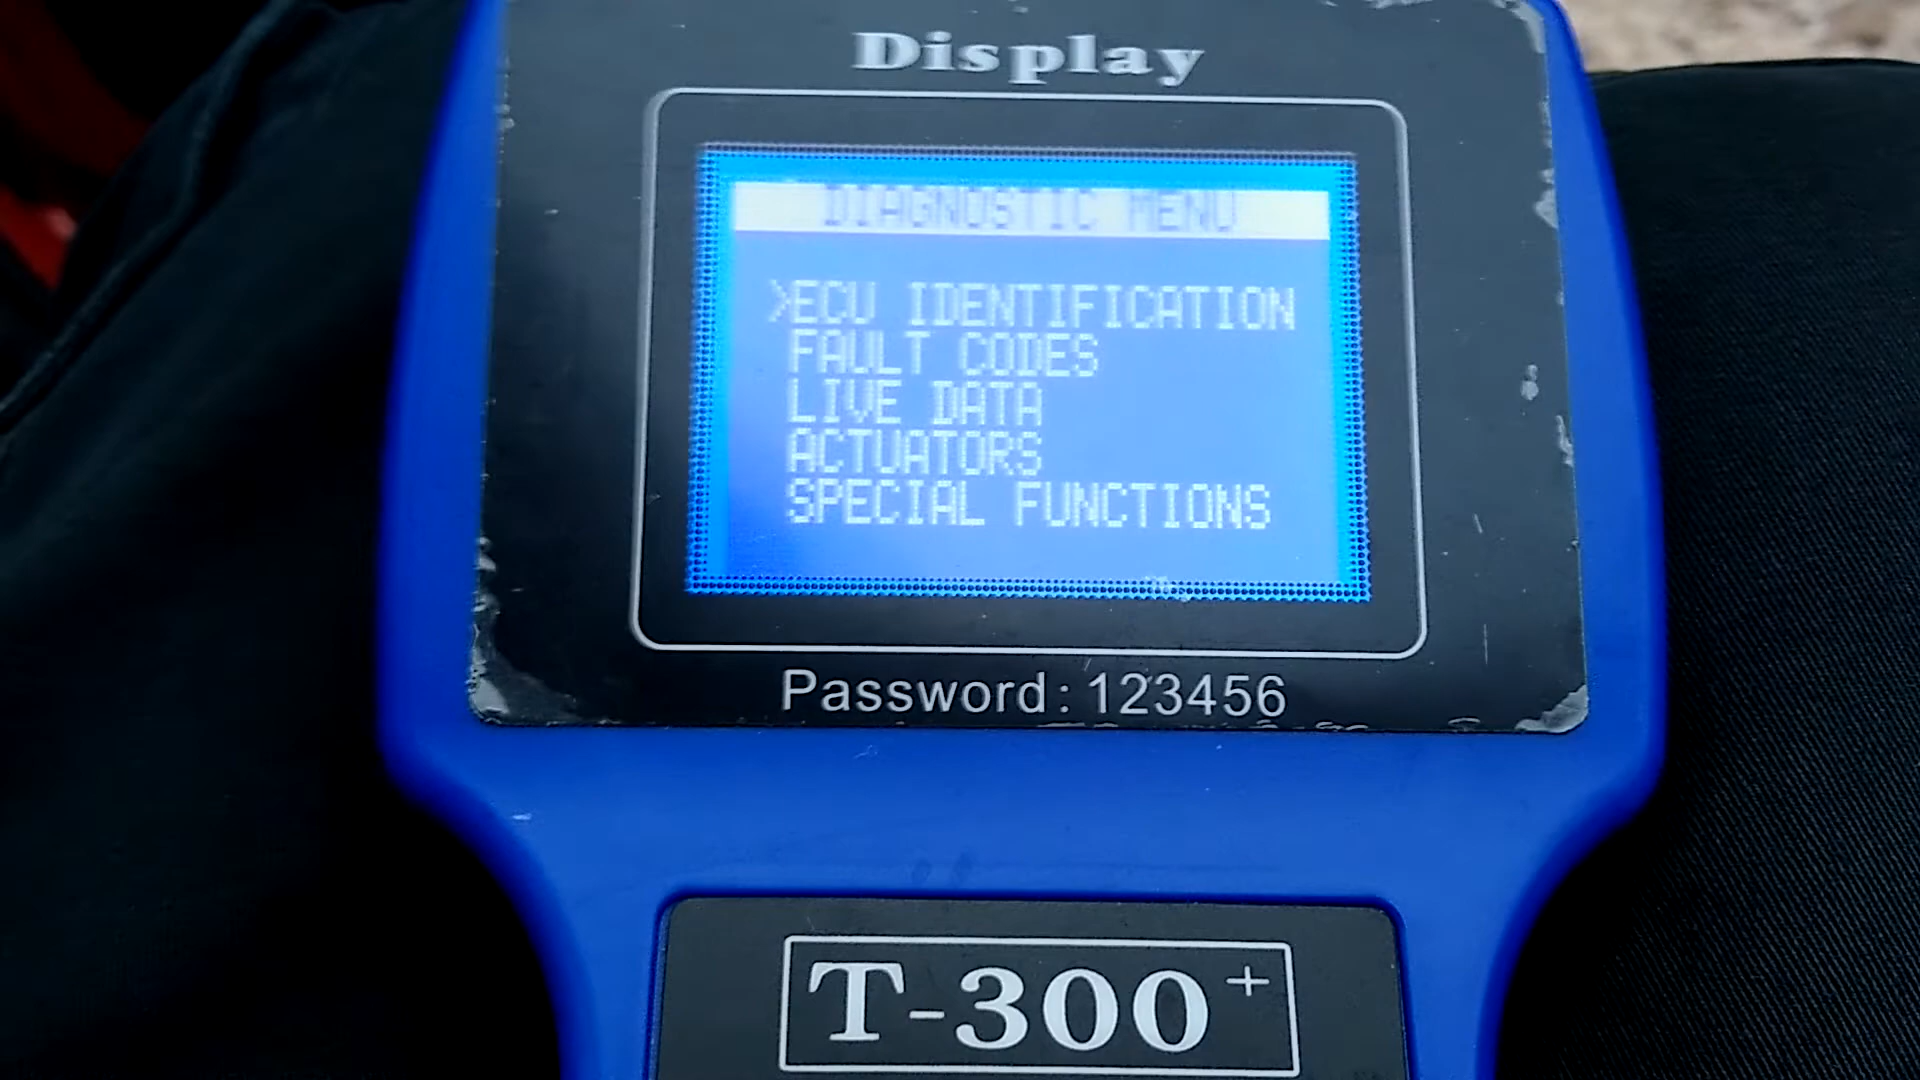 Display
DIAGNOSTIC MENU
>ECU IDENTIFICATION
FAULT CODES
LIVE DATA
ACTUATORS
SPECIAL FUNCTIONS
Password: 123456
T-300+